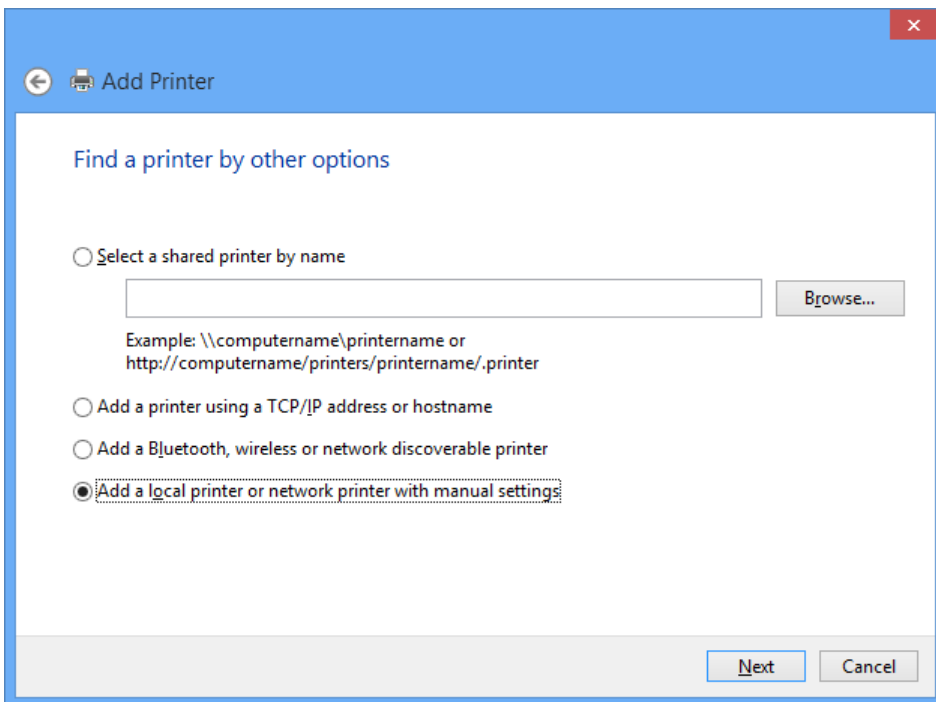 Add Printer
Find a printer by other options
Select a shared printer by name
Browse...
Example: \\computername\printername or
http://computername/printers/printername/.printer
Add a printer using a TCP/IP address or hostname
Add a Bluetooth, wireless or network discoverable printer
Add a local printer or network printer with manual settings
Next
Cancel